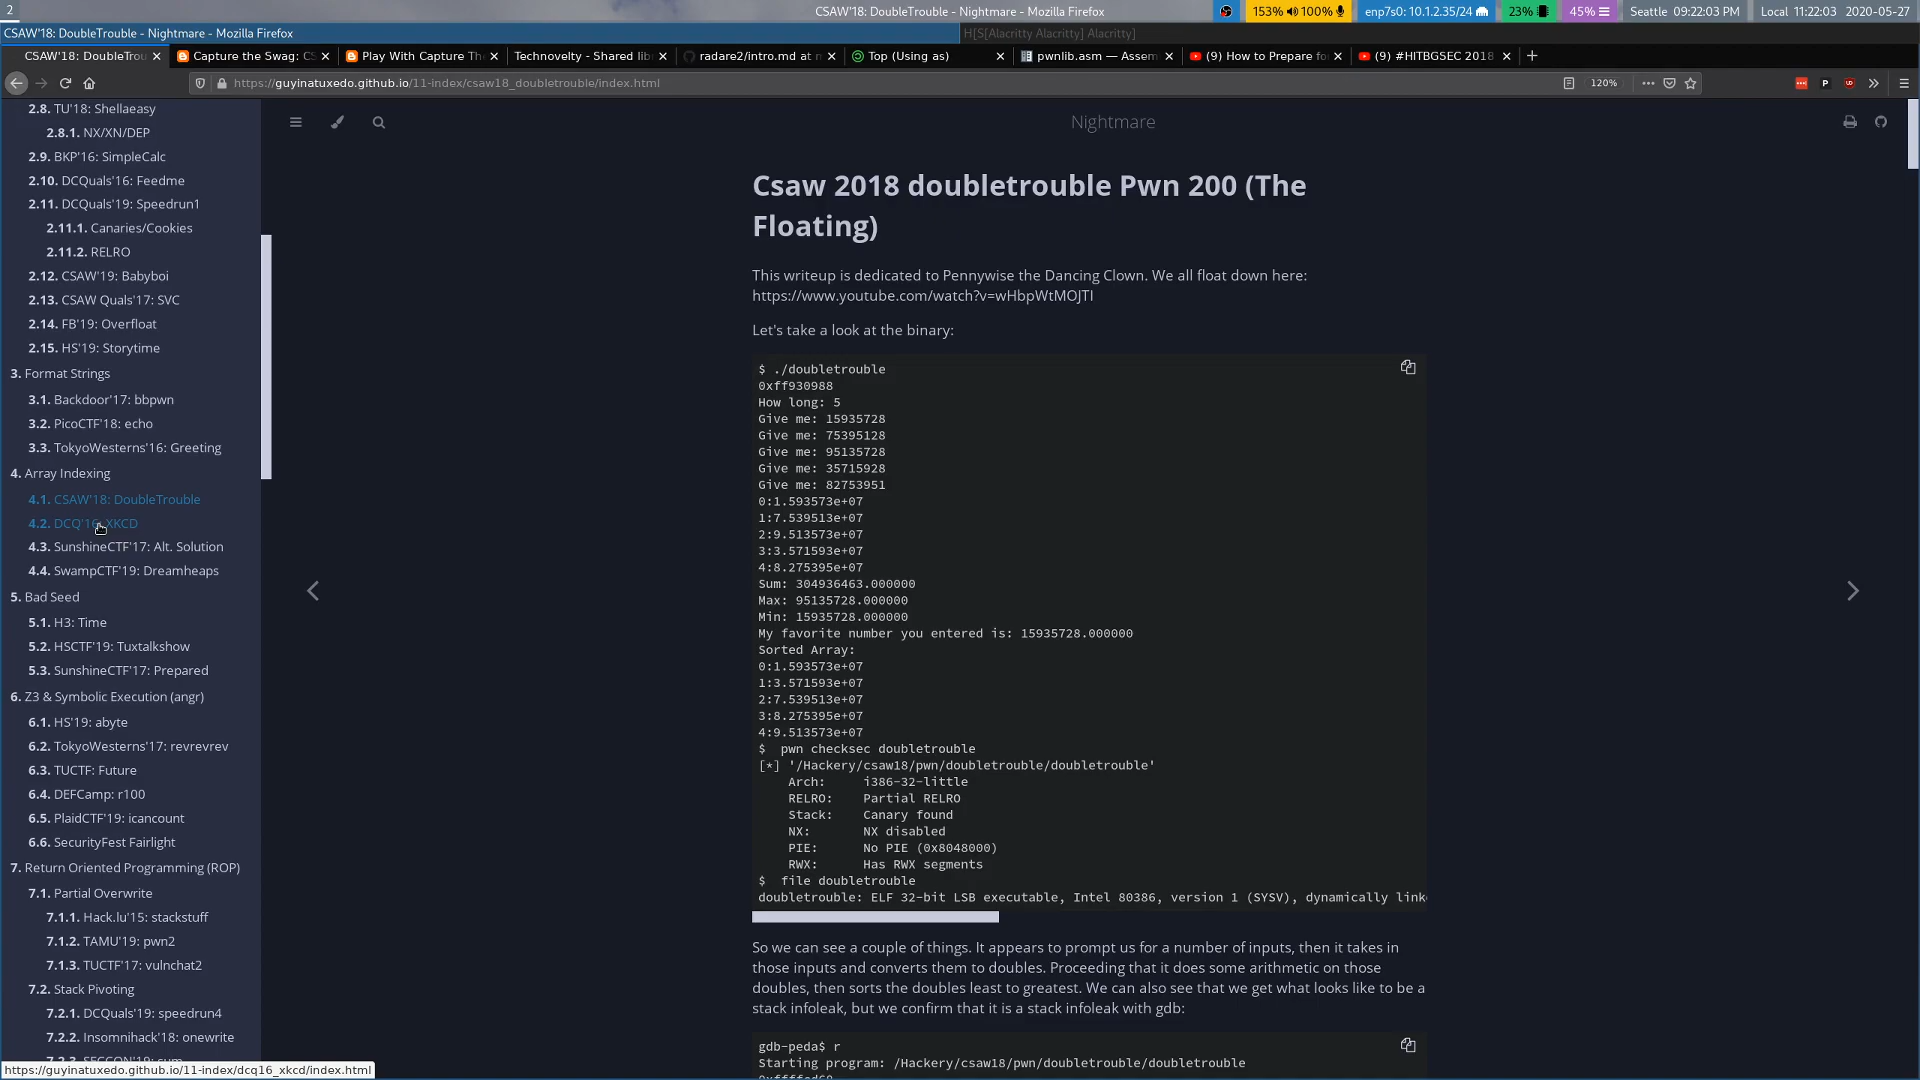 2
CSAW'18: DoubleTrouble - Nightmare - Mozilla Firefox
153% 100%
enp7s0: 10.1.2.35/24
23%
45%
Seattle 09:22:03 PM
Local 11:22:03 2020-05-27
CSAW'18: DoubleTrouble - Nightmare - Mozilla Firefox
H[S[Alacritty Alacritty] Alacritty]
CSAW'18: DoubleTrou
Capture the Swag: CS
Play With Capture The
Technovelty - Shared lib
radare2/intro.md at m
Top (Using as)
pwnlib.asm — Assem
(9) How to Prepare fo
(9) #HITBGSEC 2018
https://guyinatuxedo.github.io/11-index/csaw18_doubletrouble/index.html
120%
2.8. TU'18: Shellaeasy
2.8.1. NX/XN/DEP
2.9. BKP'16: SimpleCalc
2.10. DCQuals'16: Feedme
2.11. DCQuals'19: Speedrun1
2.11.1. Canaries/Cookies
2.11.2. RELRO
2.12. CSAW'19: Babyboi
2.13. CSAW Quals'17: SVC
2.14. FB'19: Overfloat
2.15. HS'19: Storytime
3. Format Strings
3.1. Backdoor'17: bbpwn
3.2. PicoCTF'18: echo
3.3. TokyoWesterns'16: Greeting
4. Array Indexing
4.1. CSAW'18: DoubleTrouble
4.2. DCQ'16: XKCD
4.3. SunshineCTF'17: Alt. Solution
4.4. SwampCTF'19: Dreamheaps
5. Bad Seed
5.1. H3: Time
5.2. HSCTF'19: Tuxtalkshow
5.3. SunshineCTF'17: Prepared
6. Z3 & Symbolic Execution (angr)
6.1. HS'19: abyte
6.2. TokyoWesterns'17: revrevrev
6.3. TUCTF: Future
6.4. DEFCamp: r100
6.5. PlaidCTF'19: icancount
6.6. SecurityFest Fairlight
7. Return Oriented Programming (ROP)
7.1. Partial Overwrite
7.1.1. Hack.lu'15: stackstuff
7.1.2. TAMU'19: pwn2
7.1.3. TUCTF'17: vulnchat2
7.2. Stack Pivoting
7.2.1. DCQuals'19: speedrun4
7.2.2. Insomnihack'18: onewrite
7.2.3. SECCON'19: sum
https://guyinatuxedo.github.io/11-index/dcq16_xkcd/index.html
Nightmare
Csaw 2018 doubletrouble Pwn 200 (The
Floating)
This writeup is dedicated to Pennywise the Dancing Clown. We all float down here:
https://www.youtube.com/watch?v=wHbpWtMOJTI
Let's take a look at the binary:
$ ./doubletrouble
0xff930988
How long: 5
Give me: 15935728
Give me: 75395128
Give me: 95135728
Give me: 35715928
Give me: 82753951
0:1.593573e+07
1:7.539513e+07
2:9.513573e+07
3:3.571593e+07
4:8.275395e+07
Sum: 304936463.000000
Max: 95135728.000000
Min: 15935728.000000
My favorite number you entered is: 15935728.000000
Sorted Array:
0:1.593573e+07
1:3.571593e+07
2:7.539513e+07
3:8.275395e+07
4:9.513573e+07
$  pwn checksec doubletrouble
[*] '/Hackery/csaw18/pwn/doubletrouble/doubletrouble'
Arch:     i386-32-little
RELRO:    Partial RELRO
Stack:    Canary found
NX:       NX disabled
PIE:      No PIE (0x8048000)
RWX:      Has RWX segments
$  file doubletrouble
doubletrouble: ELF 32-bit LSB executable, Intel 80386, version 1 (SYSV), dynamically link
So we can see a couple of things. It appears to prompt us for a number of inputs, then it takes in
those inputs and converts them to doubles. Proceeding that it does some arithmetic on those
doubles, then sorts the doubles least to greatest. We can also see that we get what looks like to be a
stack infoleak, but we confirm that it is a stack infoleak with gdb:
gdb-peda$ r
Starting program: /Hackery/csaw18/pwn/doubletrouble/doubletrouble